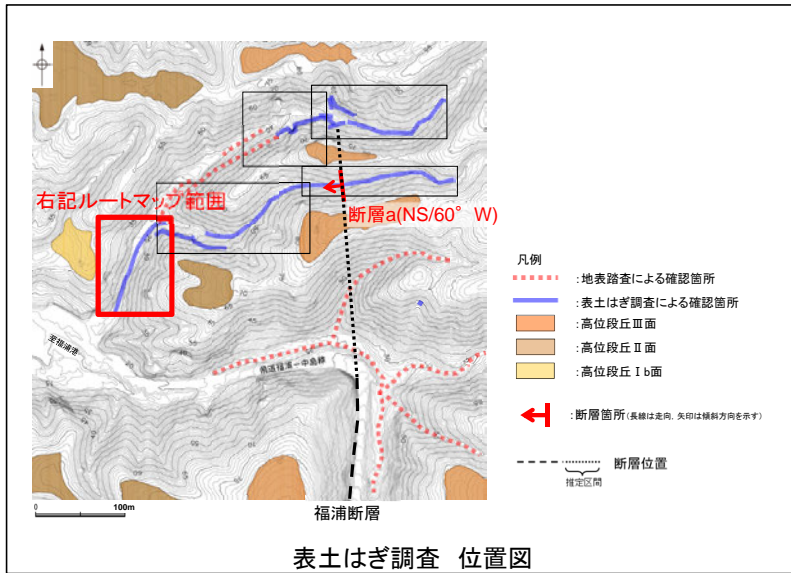 右記ルートマップ範囲
断層a(NS/60°W)
至福浦港
県道福浦ー中島線
0 100m
福浦断層
凡例
:地表踏査による確認箇所
:表土はぎ調査による確認箇所
:高位段丘Ⅲ面
:高位段丘Ⅱ面
:高位段丘Ⅰb面
:断層箇所(長線は走向, 矢印は傾斜方向を示す)
断層位置
推定区間
表土はぎ調査 位置図